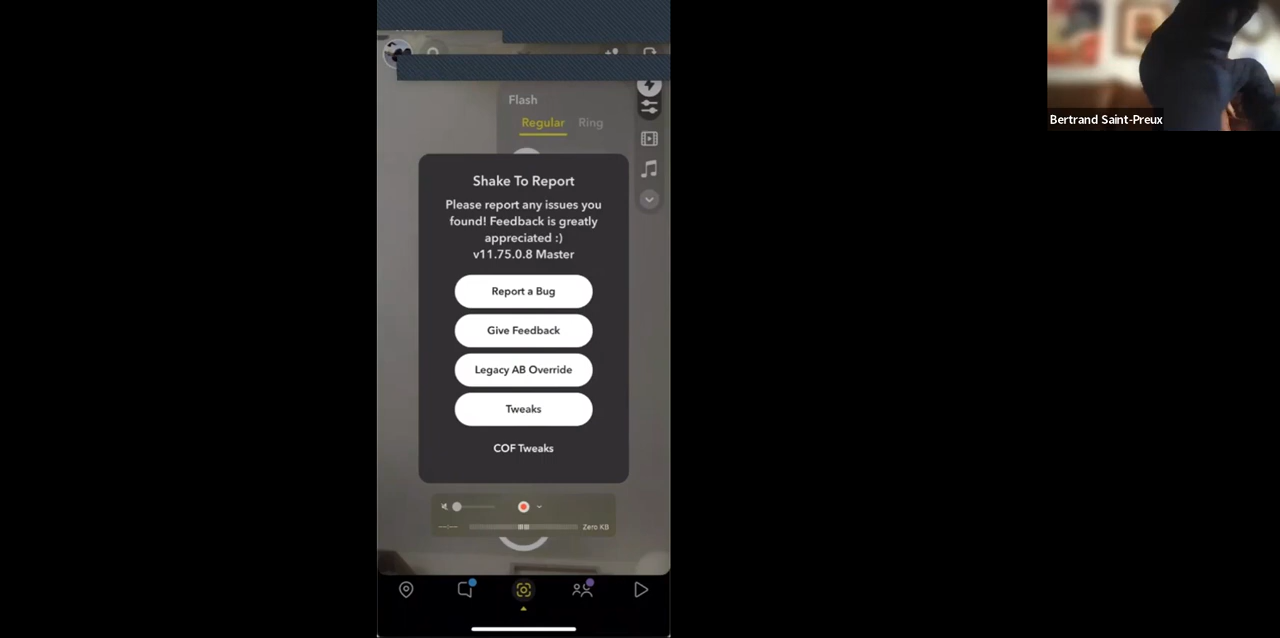 Flash
Regular Ring
Shake To Report
Please report any issues you
found! Feedback is greatly
appreciated :)
v11.75.0.8 Master
Report a Bug
Give Feedback
Legacy AB Override
Tweaks
COF Tweaks
--:-- Zero KB
Bertrand Saint-Preux